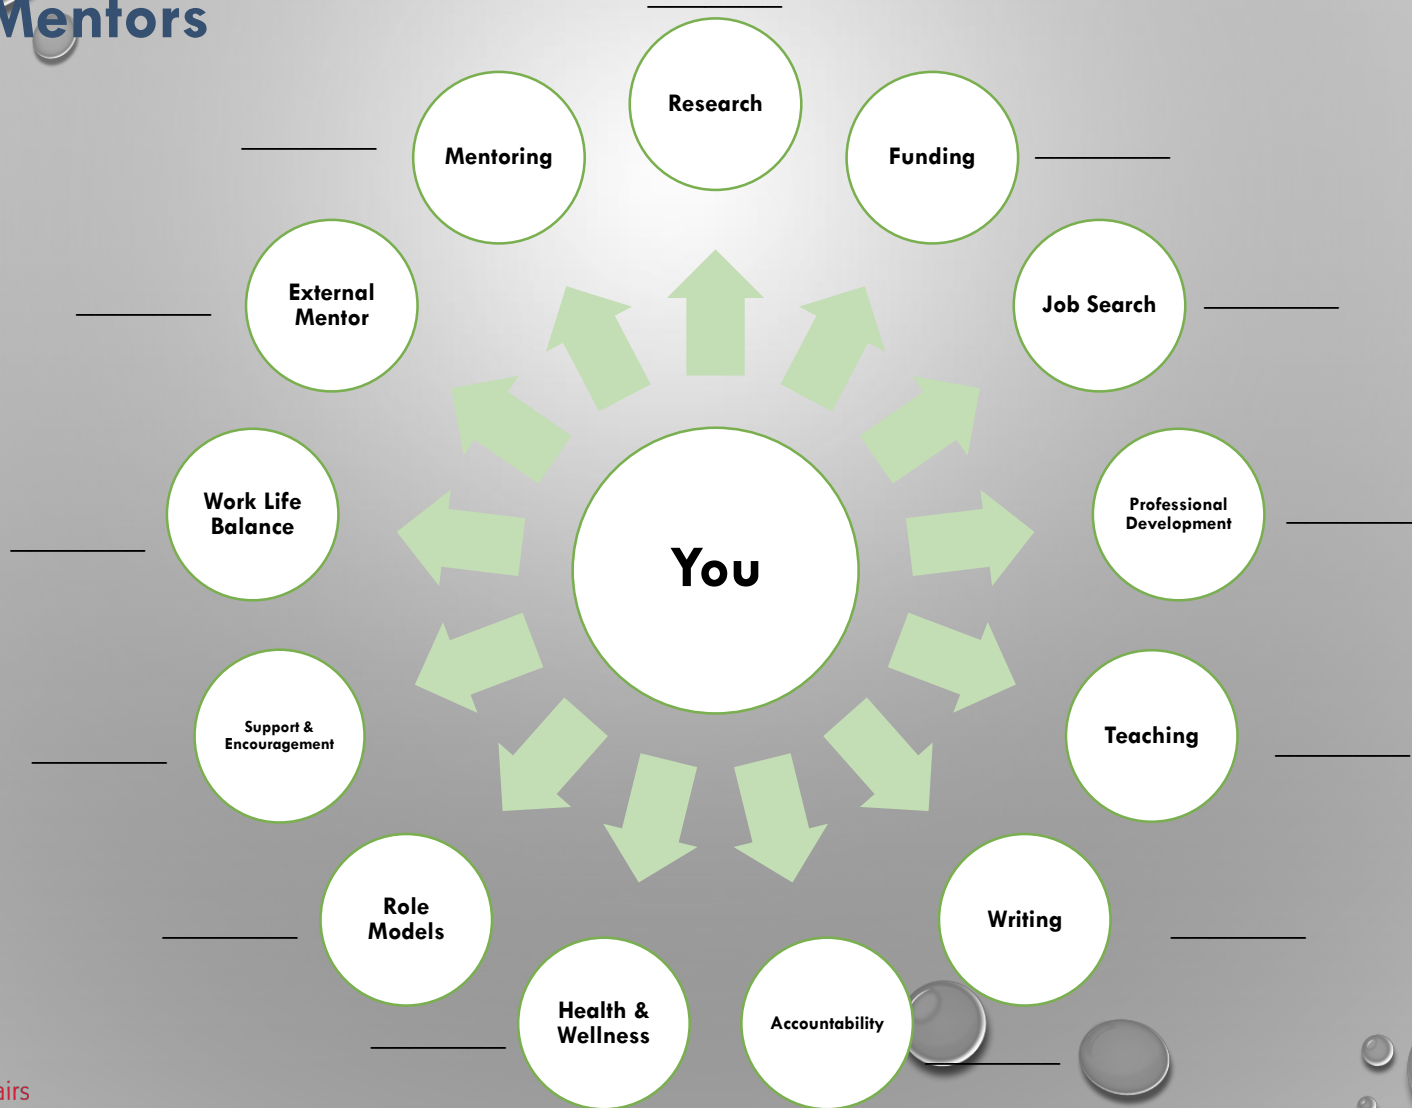 Mentors
Research
Mentoring
Funding
External
Mentor
Job Search
Work Life
Balance
Professional
Development
You
Support &
Encouragement
Teaching
Role
Models
Writing
Health &
Wellness
Accountability